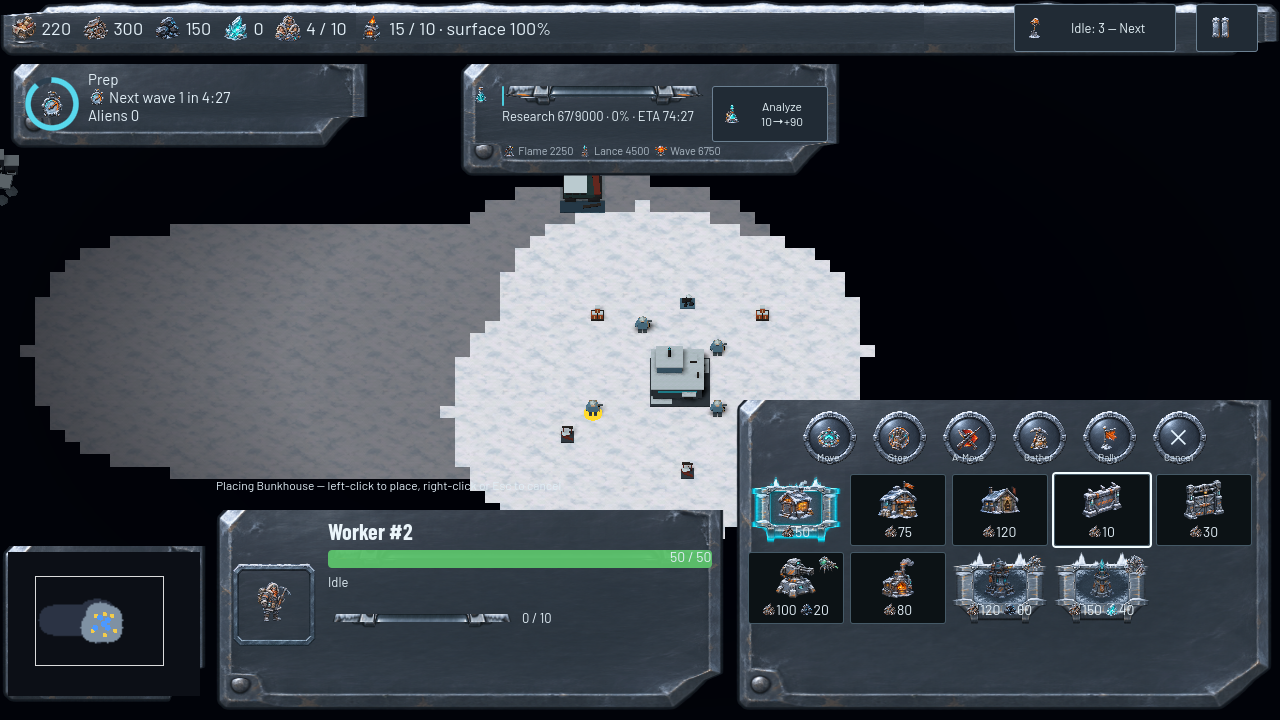 220 300 150 0 4 / 10 15 / 10 · surface 100%
Idle: 3 — Next
Prep
Next wave 1 in 4:27
Aliens 0
Research 67/9000 · 0% · ETA 74:27
Analyze
10→+90
Flame 2250 Lance 4500 Wave 6750
Move Stop A-Move Gather Rally Cancel
50 75 120 10 30
100 20 80 120 60 150 40
Placing Bunkhouse — left-click to place, right-click
Worker #2
50 / 50
Idle
0 / 10